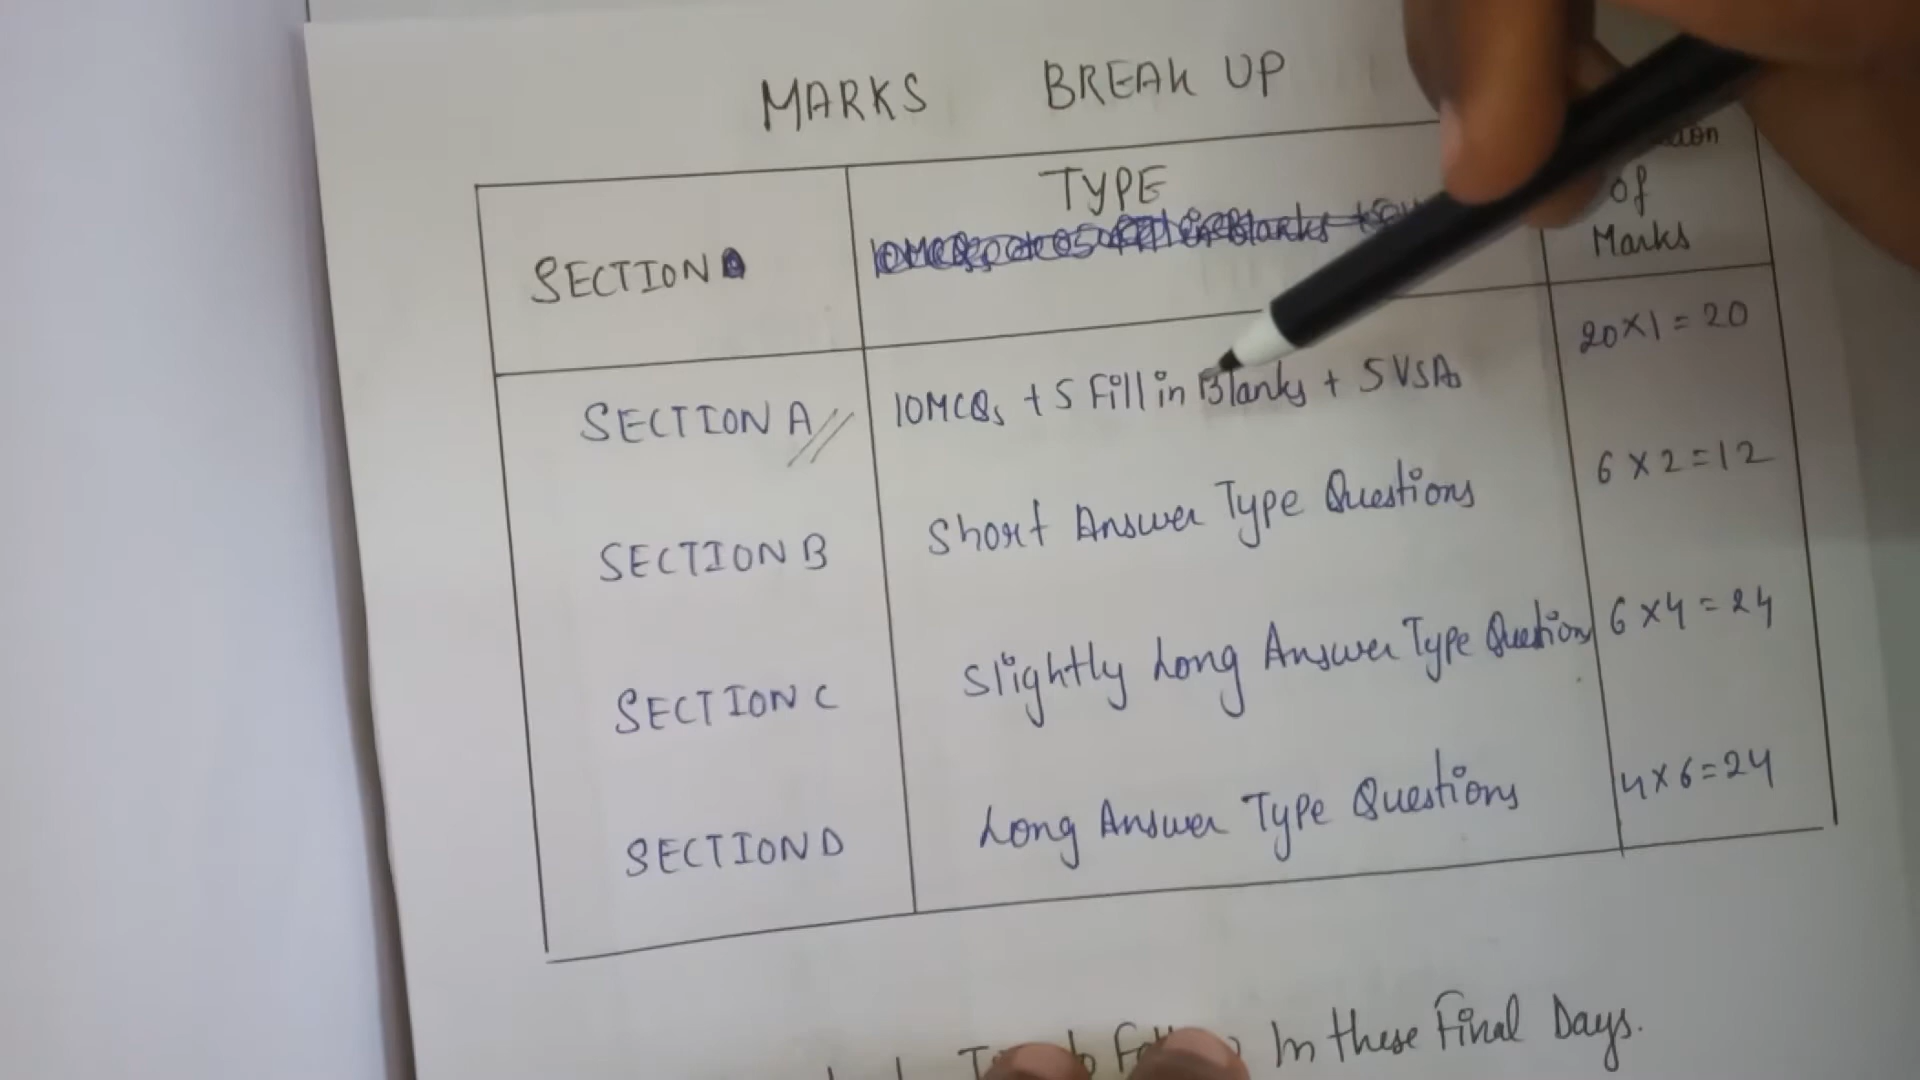 MARKS BREAK UP
SECTION
TYPE
of
Marks
SECTION A
10MCQs + 5 Fill in Blanks + 5 VSA
20×1=20
SECTION B
Short Answer Type Questions
6×2=12
SECTION C
Slightly Long Answer Type Question
6×4=24
SECTION D
Long Answer Type Questions
4×6=24
In these Final Days.